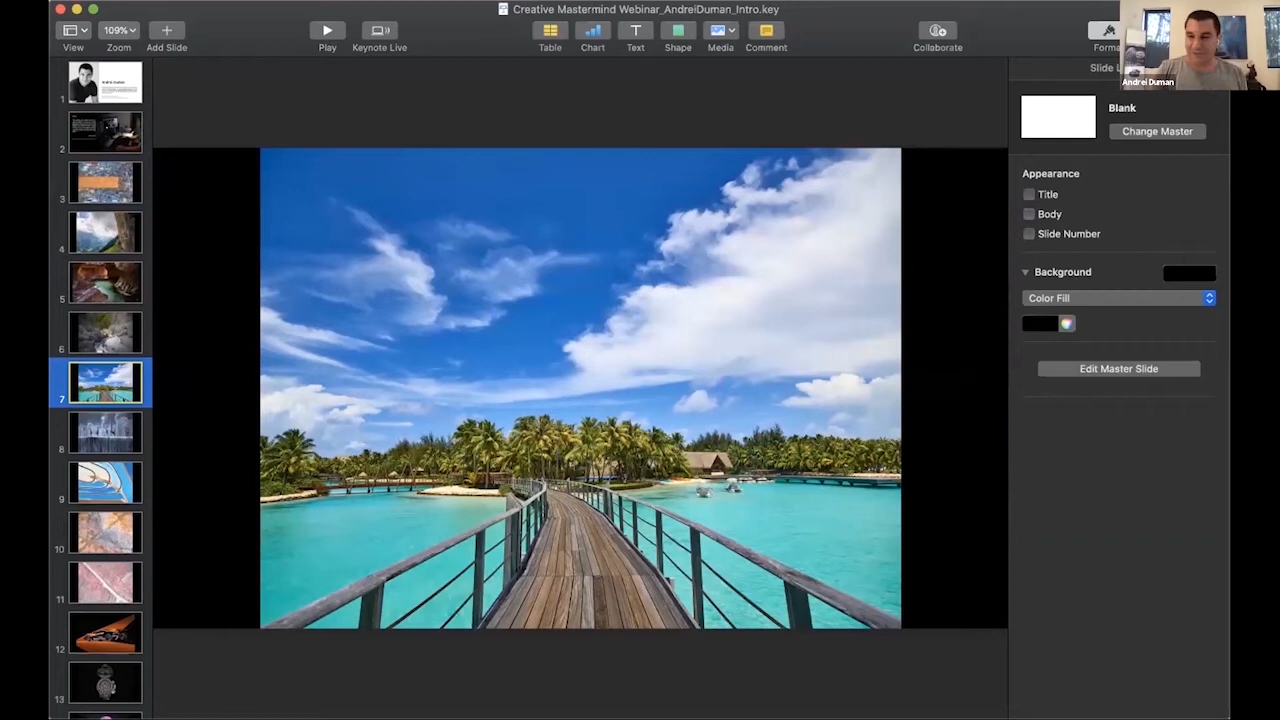 Creative Mastermind Webinar_AndreiDuman_Intro.key
109%
View
Zoom
Add Slide
Play
Keynote Live
Table
Chart
Text
Shape
Media
Comment
Collaborate
Andrei Duman
Blank
Change Master
Appearance
Title
Body
Slide Number
Background
Color Fill
Edit Master Slide
1
2
3
4
5
6
7
8
9
10
11
12
13